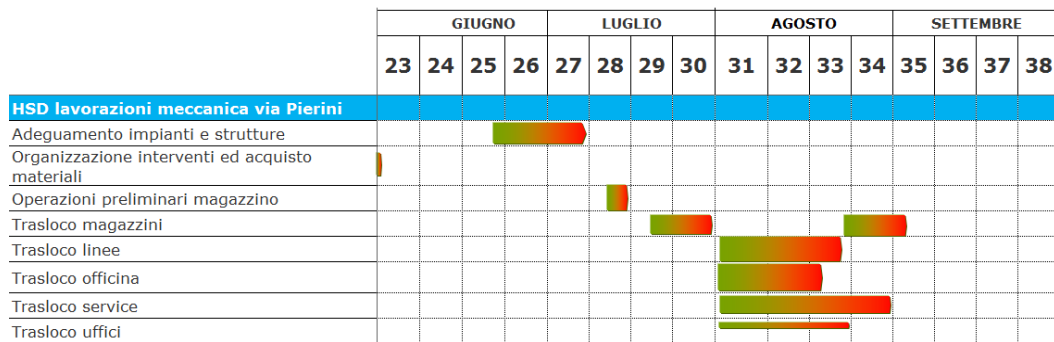 GIUGNO LUGLIO AGOSTO SETTEMBRE
23 24 25 26 27 28 29 30 31 32 33 34 35 36 37 38
HSD lavorazioni meccanica via Pierini
Adeguamento impianti e strutture
Organizzazione interventi ed acquisto
materiali
Operazioni preliminari magazzino
Trasloco magazzini
Trasloco linee
Trasloco officina
Trasloco service
Trasloco uffici